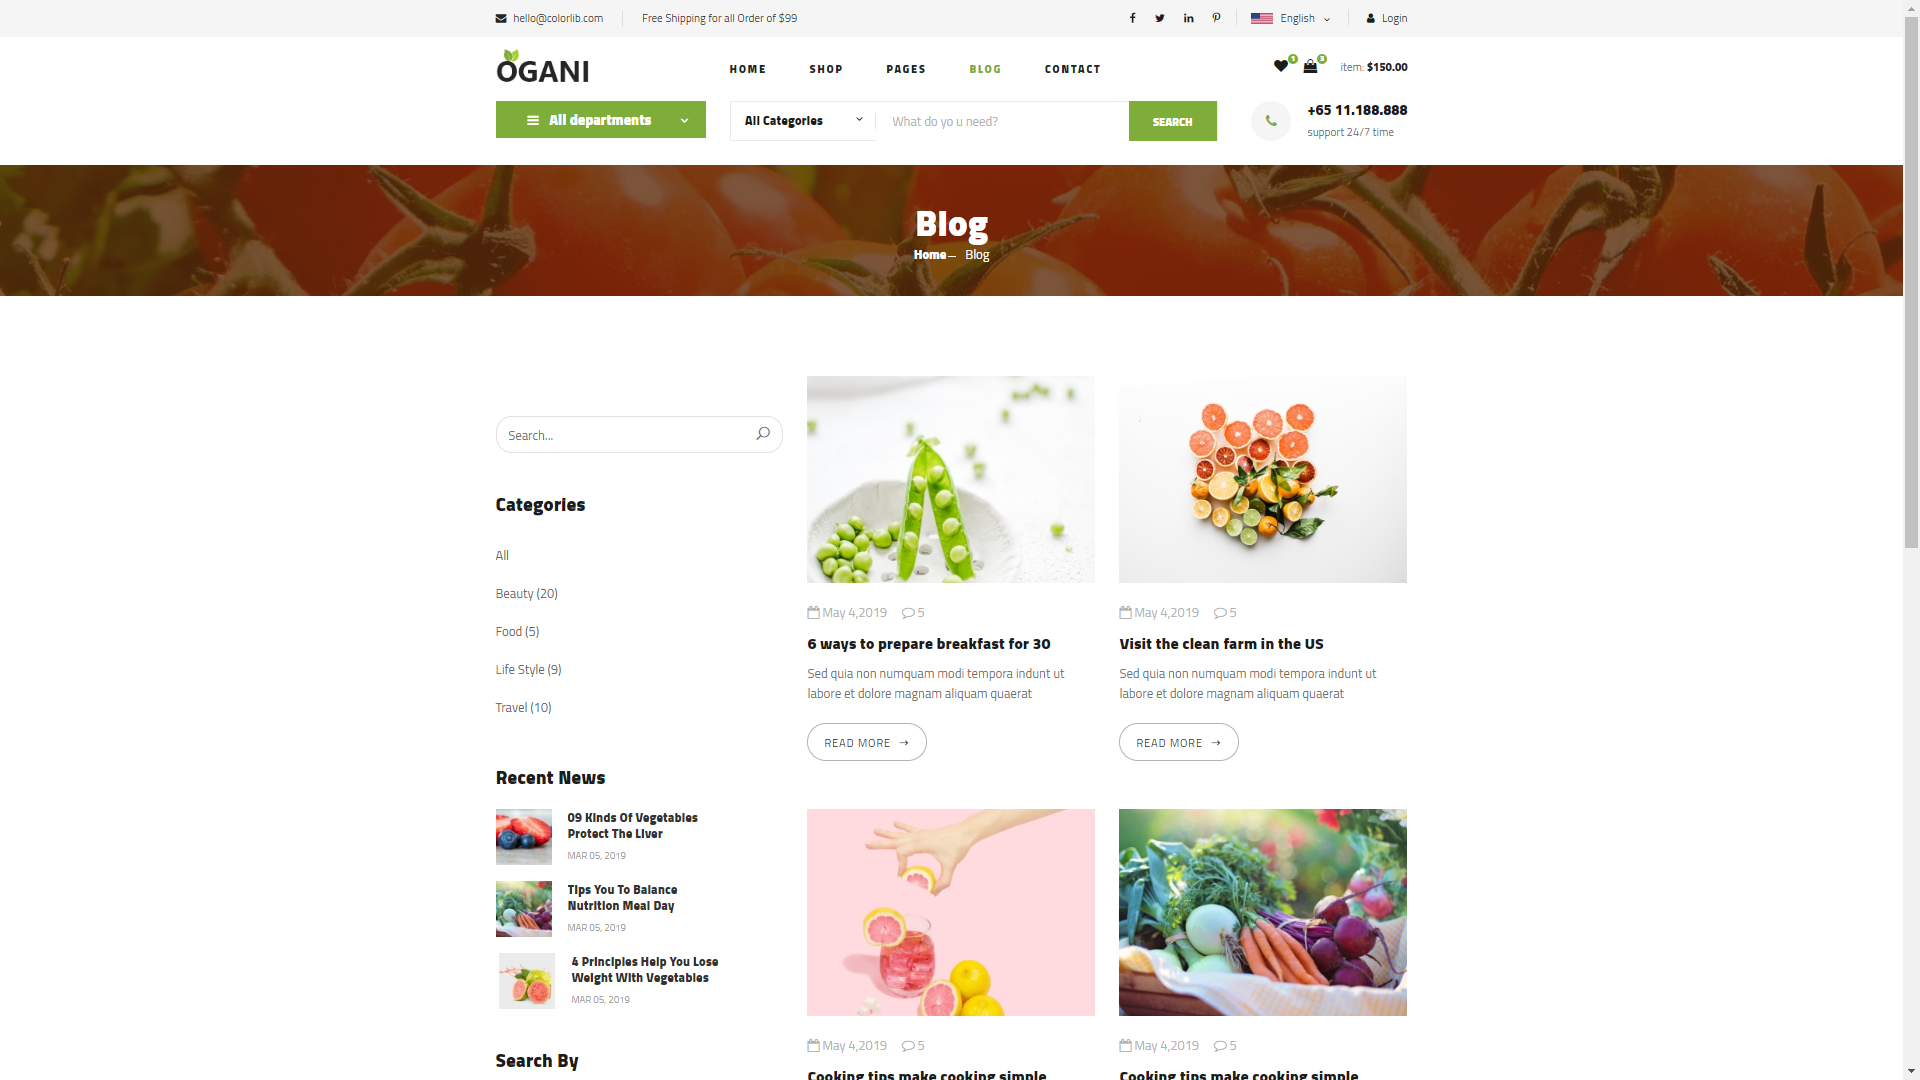 hello@colorlib.com
Free Shipping for all Order of $99
English
Login
OGANI
HOME
SHOP
PAGES
BLOG
CONTACT
1
3
item: $150.00
All departments
All Categories
What do yo u need?
SEARCH
+65 11.188.888
support 24/7 time
Blog
Home – Blog
Search...
Categories
All
Beauty (20)
Food (5)
Life Style (9)
Travel (10)
Recent News
09 Kinds Of Vegetables
Protect The Liver
MAR 05, 2019
Tips You To Balance
Nutrition Meal Day
MAR 05, 2019
4 Principles Help You Lose
Weight With Vegetables
MAR 05, 2019
Search By
May 4,2019 5
6 ways to prepare breakfast for 30
Sed quia non numquam modi tempora indunt ut
labore et dolore magnam aliquam quaerat
READ MORE →
May 4,2019 5
Visit the clean farm in the US
Sed quia non numquam modi tempora indunt ut
labore et dolore magnam aliquam quaerat
READ MORE →
May 4,2019 5
Cooking tips make cooking simple
May 4,2019 5
Cooking tips make cooking simple